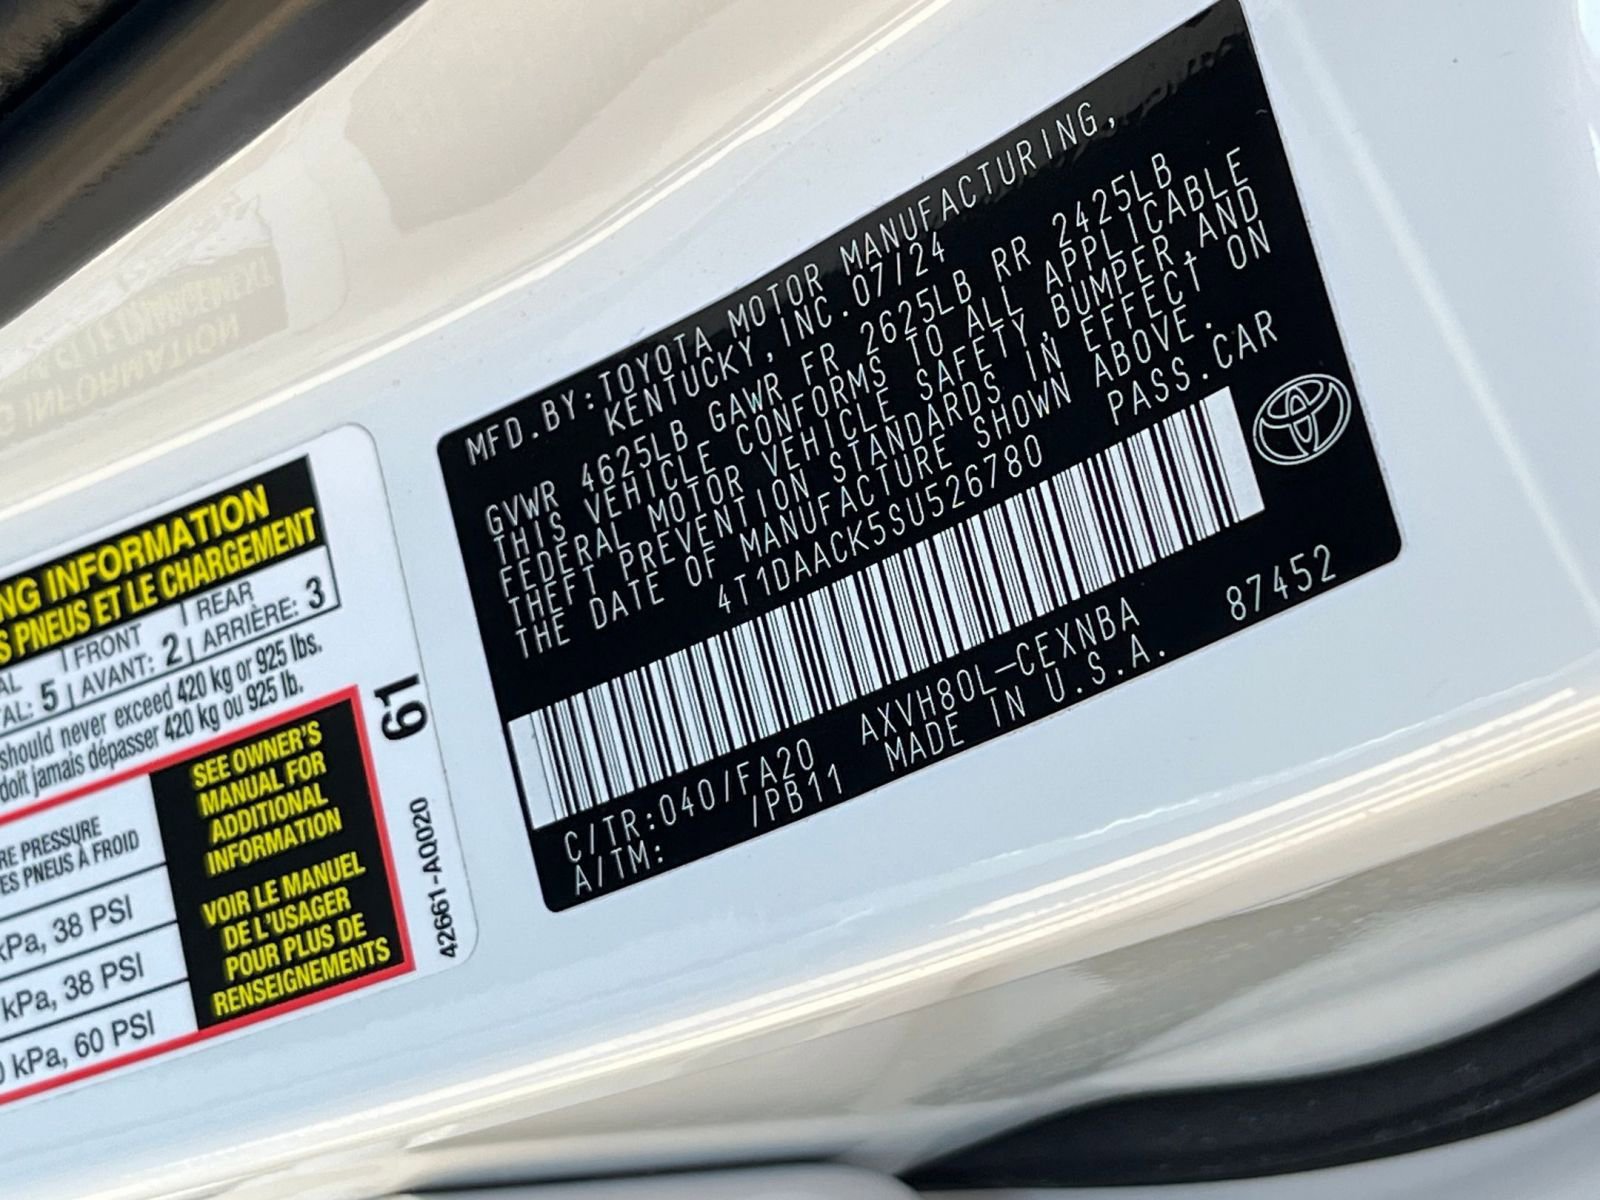 MFD.BY:TOYOTA MOTOR MANUFACTURING,
KENTUCKY,INC.07/24
GVWR 4625LB GAWR FR 2625LB RR 2425LB
THIS VEHICLE CONFORMS TO ALL APPLICABLE
FEDERAL MOTOR VEHICLE SAFETY,BUMPER,AND
THEFT PREVENTION STANDARDS IN EFFECT ON
THE DATE OF MANUFACTURE SHOWN ABOVE.
4T1DAACK5SU526780 PASS.CAR
C/TR:040/FA20 AXVH80L-CEXNBA 87452
A/TM: /PB11 MADE IN U.S.A.
NG INFORMATION
S PNEUS ET LE CHARGEMENT
AL 5 FRONT 2 REAR 3
TAL: AVANT: ARRIÈRE:
should never exceed 420 kg or 925 lbs.
doit jamais dépasser 420 kg ou 925 lb.
RE PRESSURE
ES PNEUS À FROID
kPa, 38 PSI
kPa, 38 PSI
0 kPa, 60 PSI
SEE OWNER'S
MANUAL FOR
ADDITIONAL
INFORMATION
VOIR LE MANUEL
DE L'USAGER
POUR PLUS DE
RENSEIGNEMENTS
61
42661-A0020